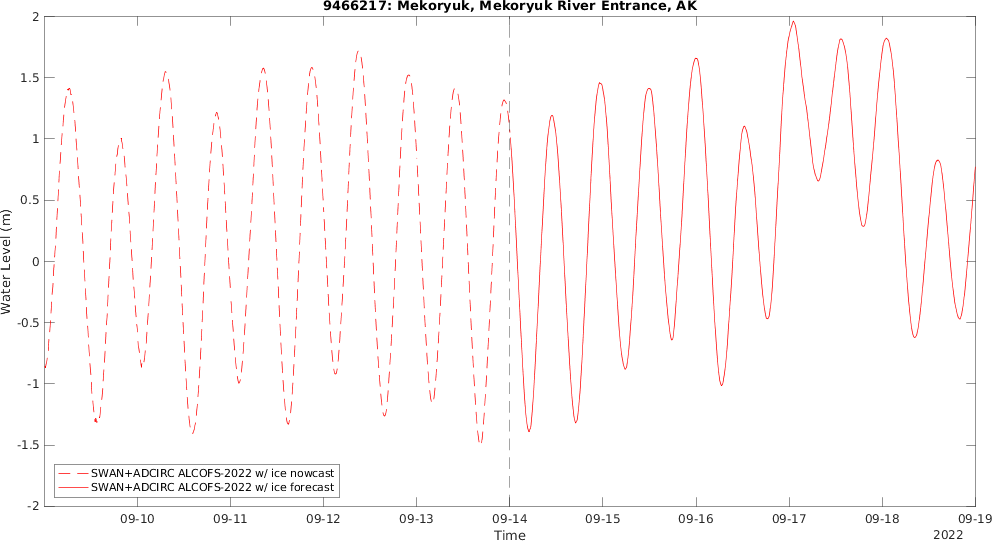 9466217: Mekoryuk, Mekoryuk River Entrance, AK
2
1.5
1
0.5
0
-0.5
-1
-1.5
-2
Water Level (m)
SWAN+ADCIRC ALCOFS-2022 w/ ice nowcast
SWAN+ADCIRC ALCOFS-2022 w/ ice forecast
09-10 09-11 09-12 09-13 09-14 09-15 09-16 09-17 09-18 09-19
Time
2022